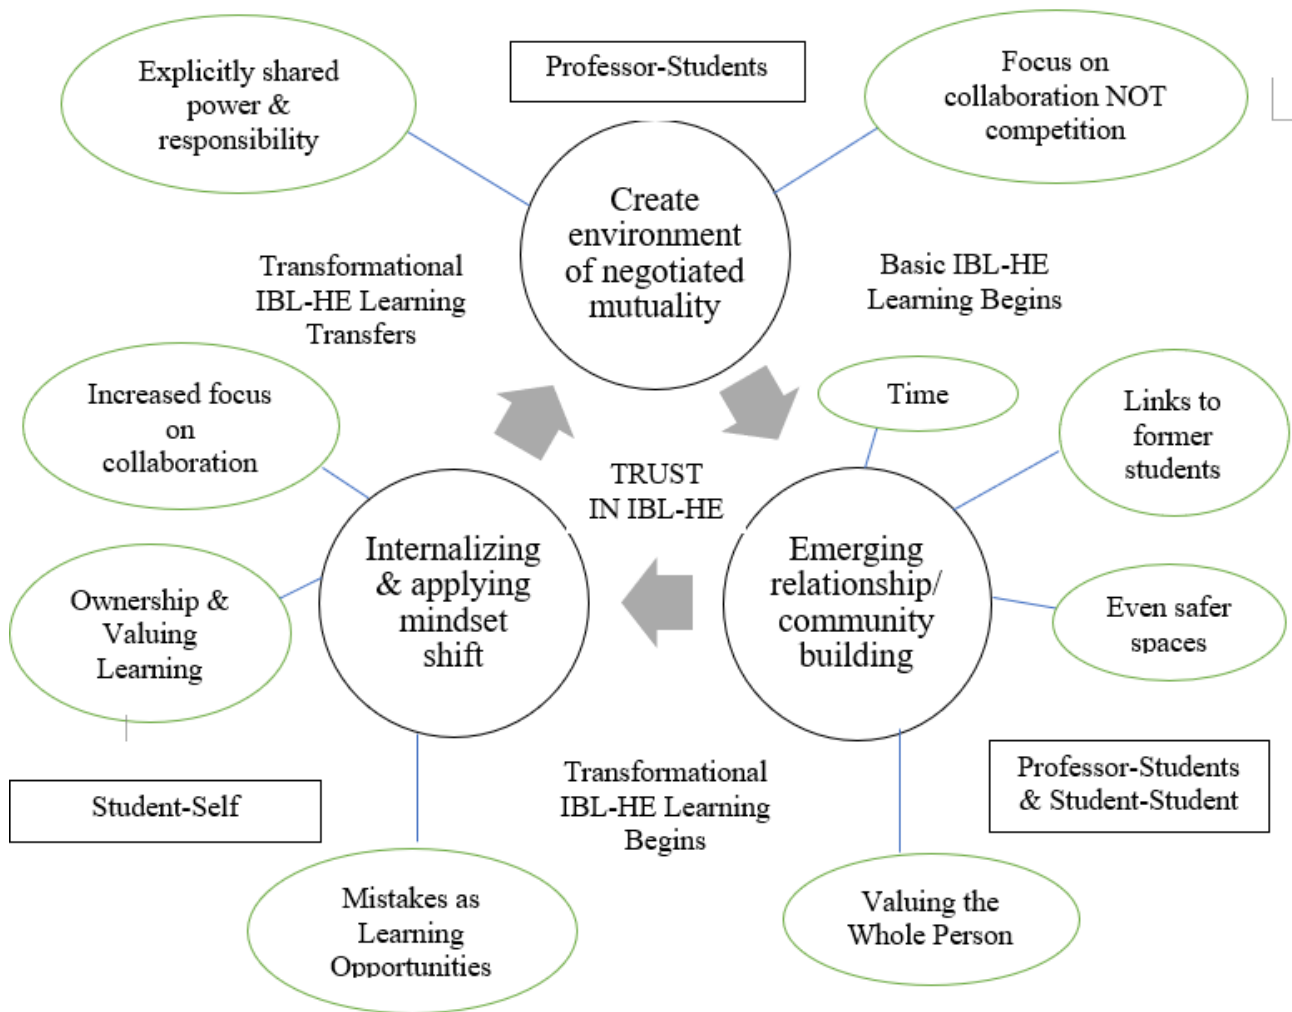 Explicitly shared
power &
responsibility
Professor-Students
Focus on
collaboration NOT
competition
Create
environment
of negotiated
mutuality
Transformational
IBL-HE Learning
Transfers
Basic IBL-HE
Learning Begins
Increased focus
on
collaboration
Time
Links to
former
students
TRUST
IN IBL-HE
Internalizing
& applying
mindset
shift
Emerging
relationship/
community
building
Ownership &
Valuing
Learning
Even safer
spaces
Student-Self
Transformational
IBL-HE Learning
Begins
Professor-Students
& Student-Student
Mistakes as
Learning
Opportunities
Valuing the
Whole Person